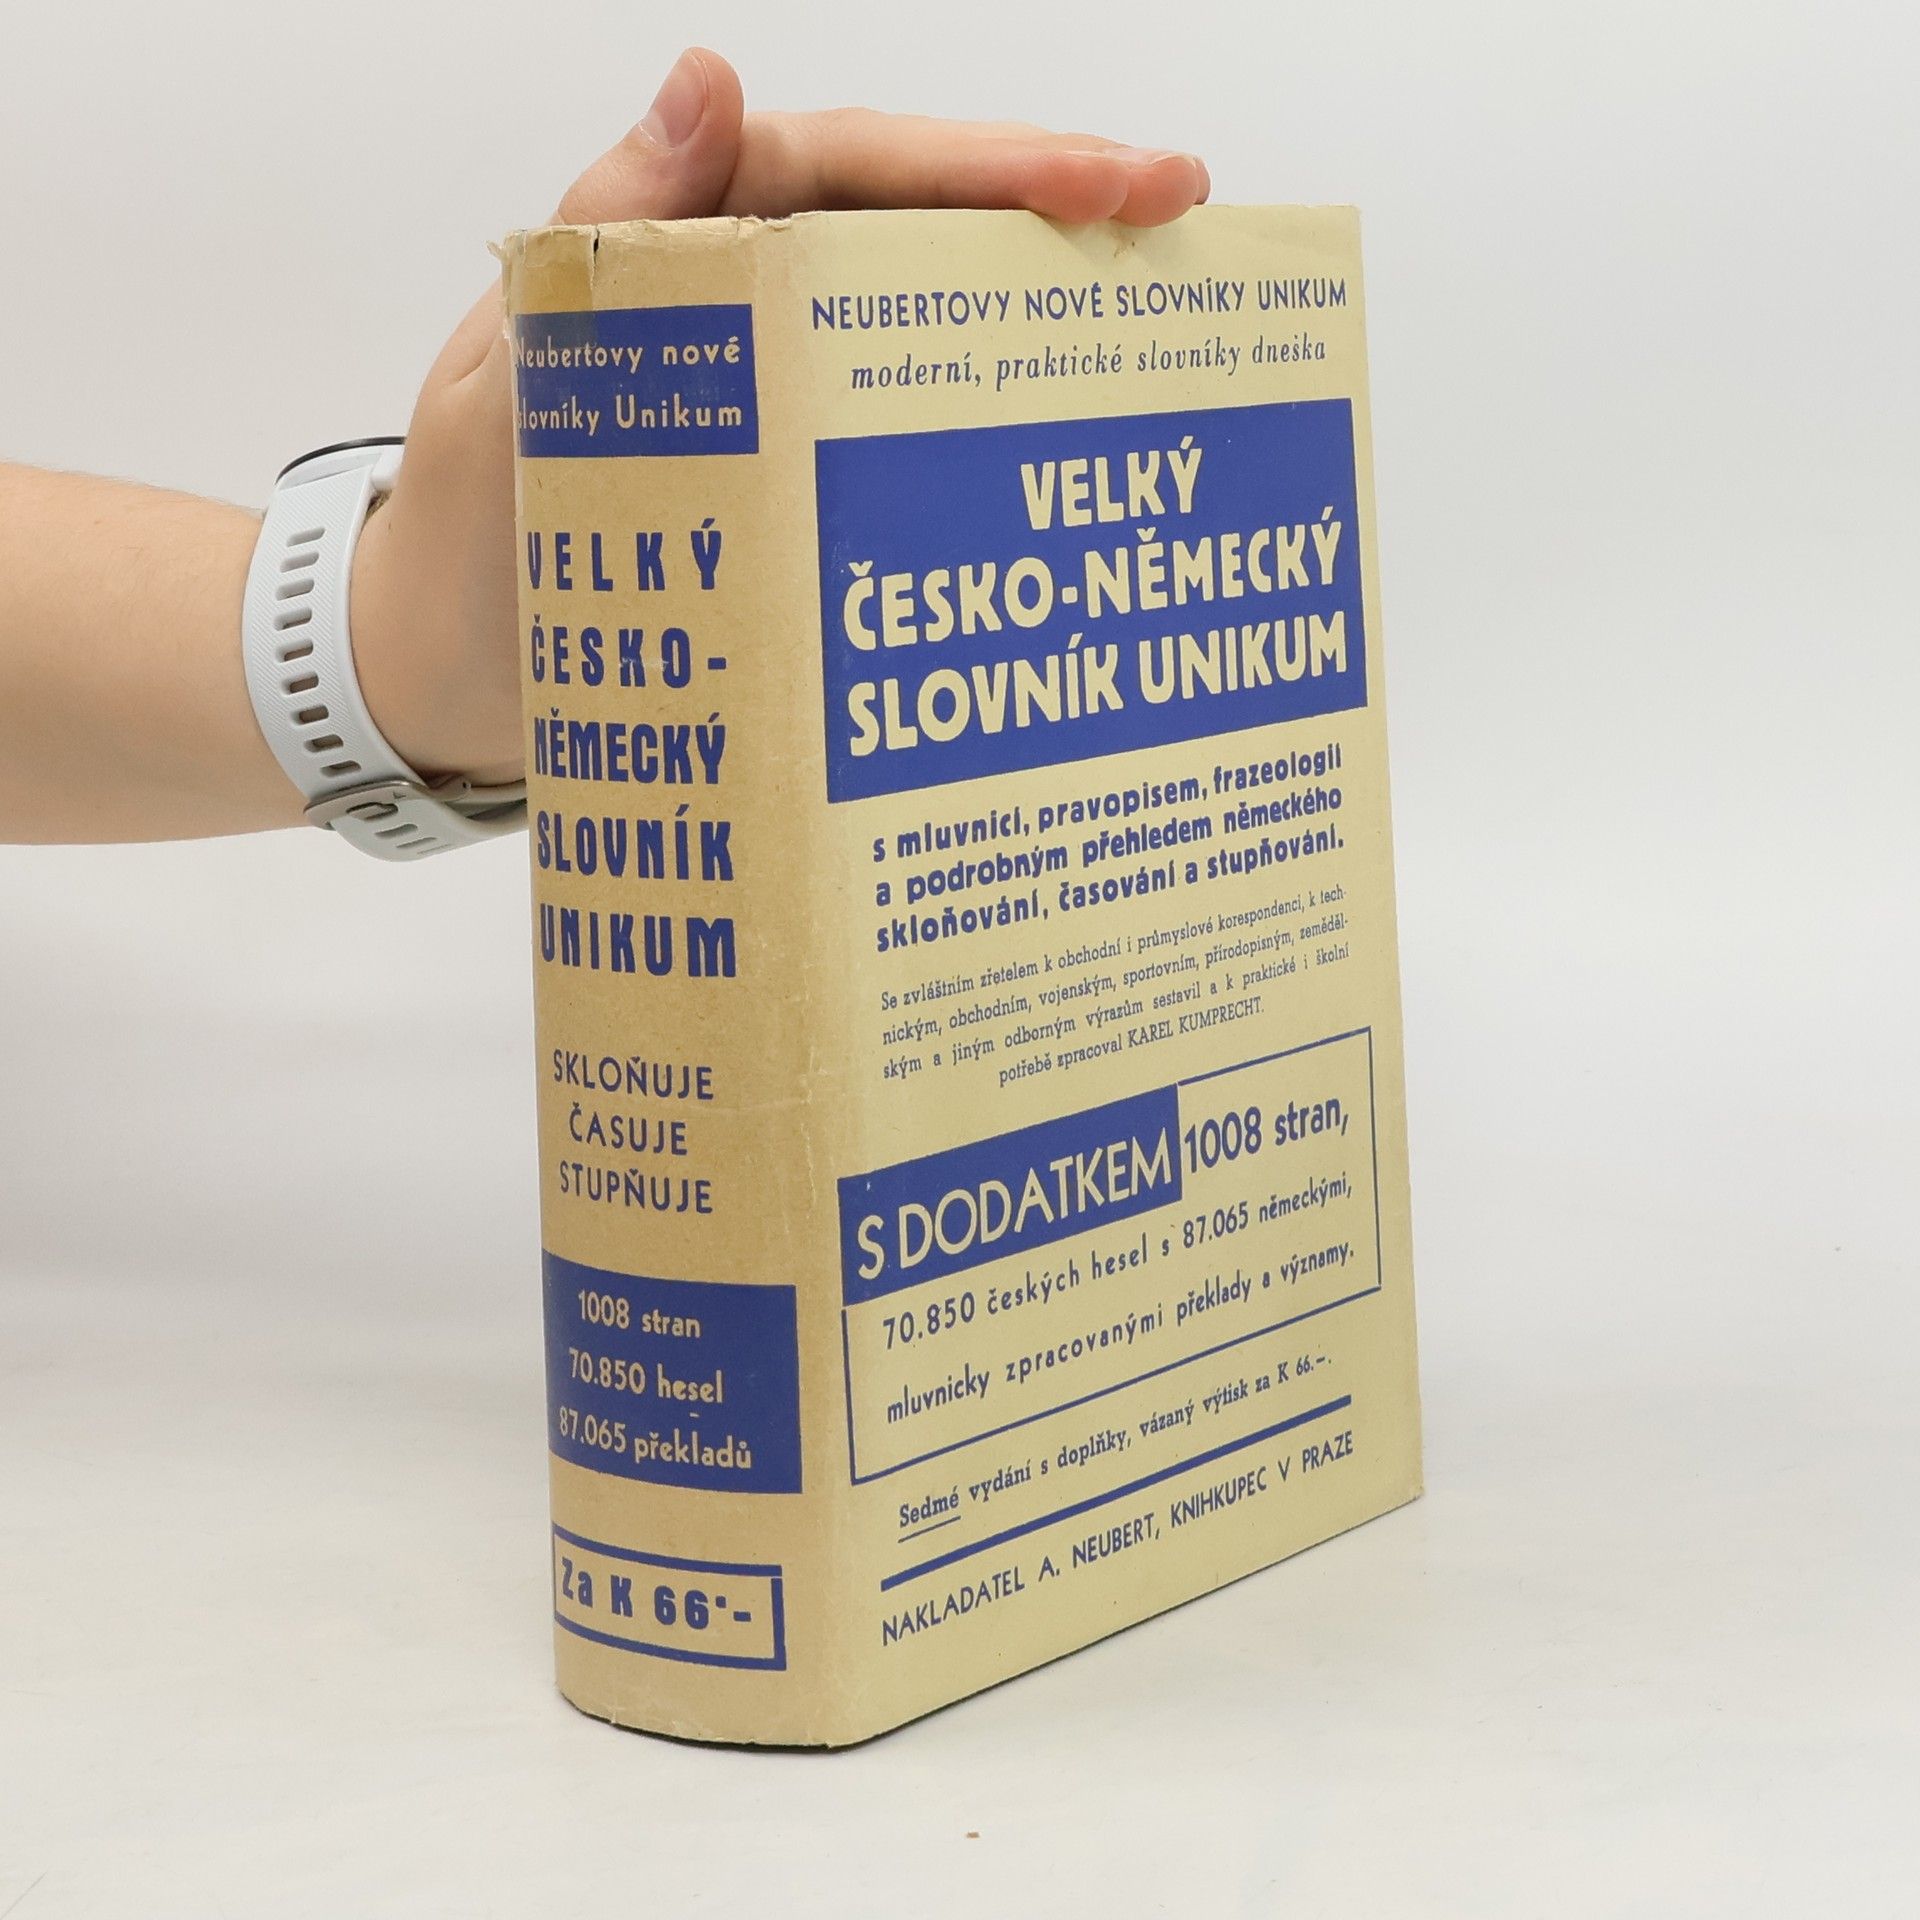 Neubertovy nové
slovníky Unikum
VELKÝ
ČESKO-
NĚMECKÝ
SLOVNÍK
UNIKUM
SKLOŇUJE
ČASUJE
STUPŇUJE
1008 stran
70.850 hesel
87.065 překladů
Za K 66·-
NEUBERTOVY NOVÉ SLOVNÍKY UNIKUM
moderní, praktické slovníky dneška
VELKÝ
ČESKO-NĚMECKÝ
SLOVNÍK UNIKUM
s mluvnicí, pravopisem, frazeologií
a podrobným přehledem německého
skloňování, časování a stupňování.
Se zvláštním zřetelem k obchodní i průmyslové korespondenci, k tech-
nickým, obchodním, vojenským, sportovním, přírodopisným, zeměděl-
ským a jiným odborným výrazům sestavil a k praktické i školní
potřebě zpracoval KAREL KUMPRECHT.
S DODATKEM 1008 stran,
70.850 českých hesel s 87.065 německými,
mluvnicky zpracovanými překlady a významy.
Sedmé vydání s doplňky, vázaný výtisk za K 66.-.
NAKLADATEL A. NEUBERT, KNIHKUPEC V PRAZE